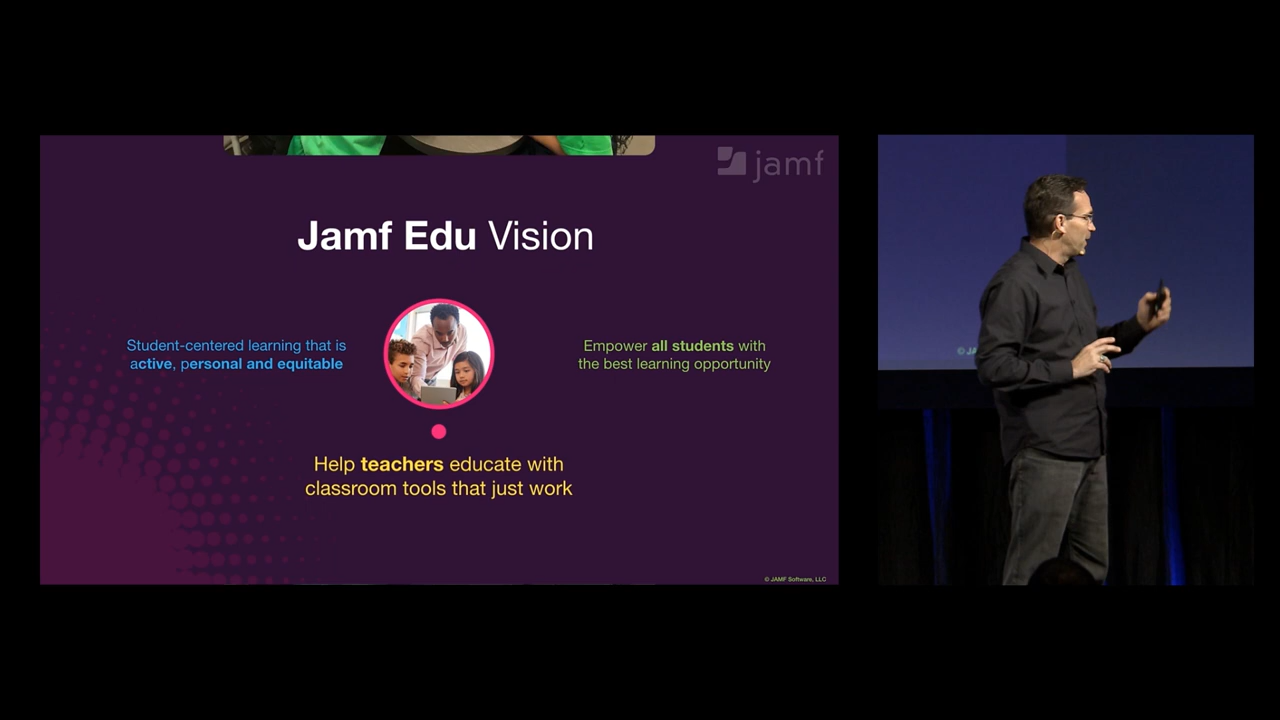 jamf
Jamf Edu Vision
Student-centered learning that is
active, personal and equitable
Empower all students with
the best learning opportunity
Help teachers educate with
classroom tools that just work
© JAMF Software, LLC
© JA